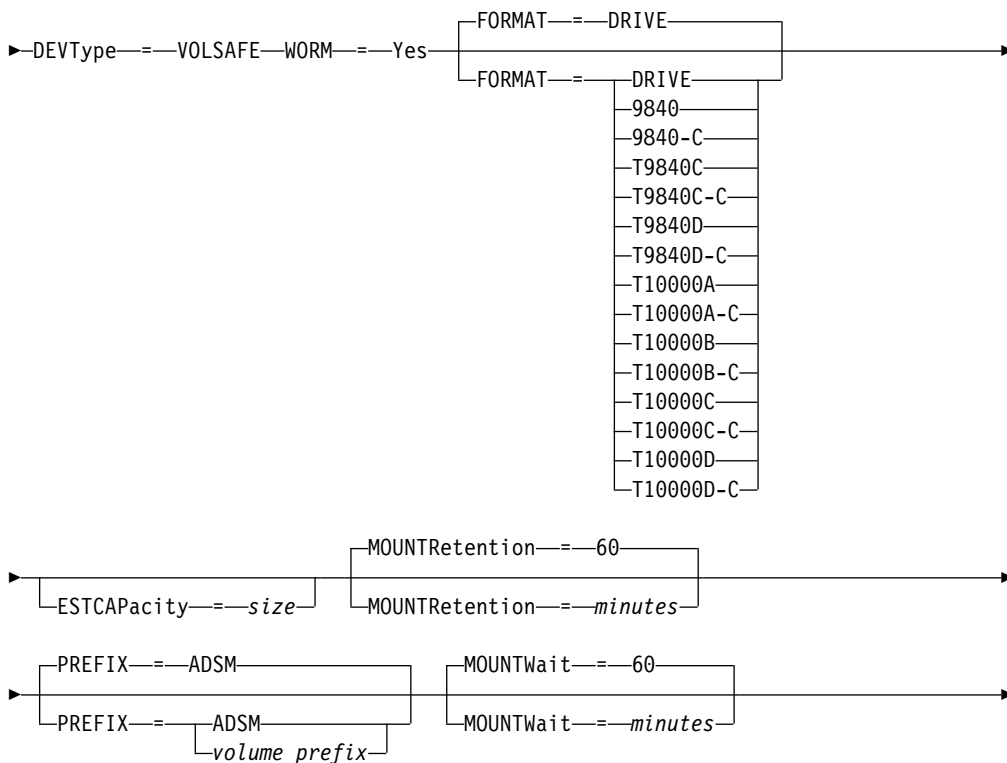 FORMAT = DRIVE
DEVType = VOLSAFE WORM = Yes
FORMAT = DRIVE
9840
9840-C
T9840C
T9840C-C
T9840D
T9840D-C
T10000A
T10000A-C
T10000B
T10000B-C
T10000C
T10000C-C
T10000D
T10000D-C
MOUNTRetention = 60
ESTCAPacity = size MOUNTRetention = minutes
PREFIX = ADSM MOUNTWait = 60
PREFIX = ADSM MOUNTWait = minutes
volume prefix